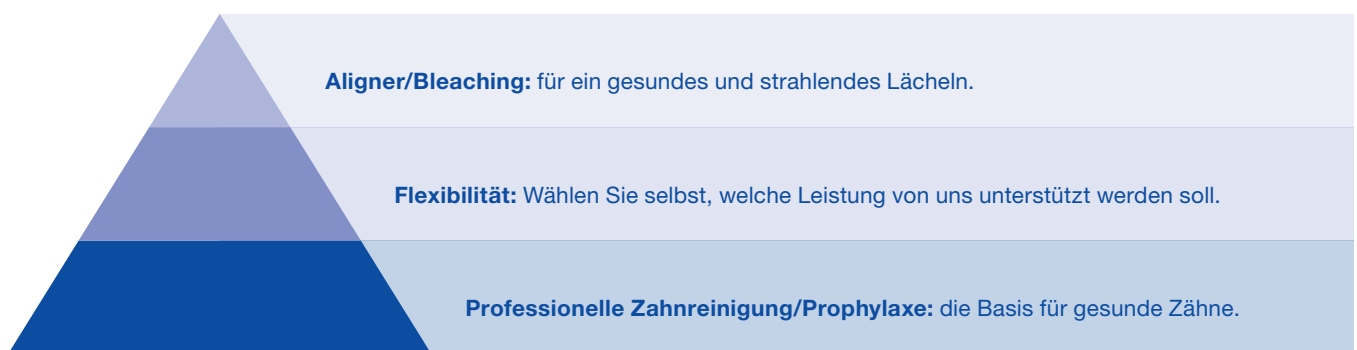 Aligner/Bleaching: für ein gesundes und strahlendes Lächeln.
Flexibilität: Wählen Sie selbst, welche Leistung von uns unterstützt werden soll.
Professionelle Zahnreinigung/Prophylaxe: die Basis für gesunde Zähne.